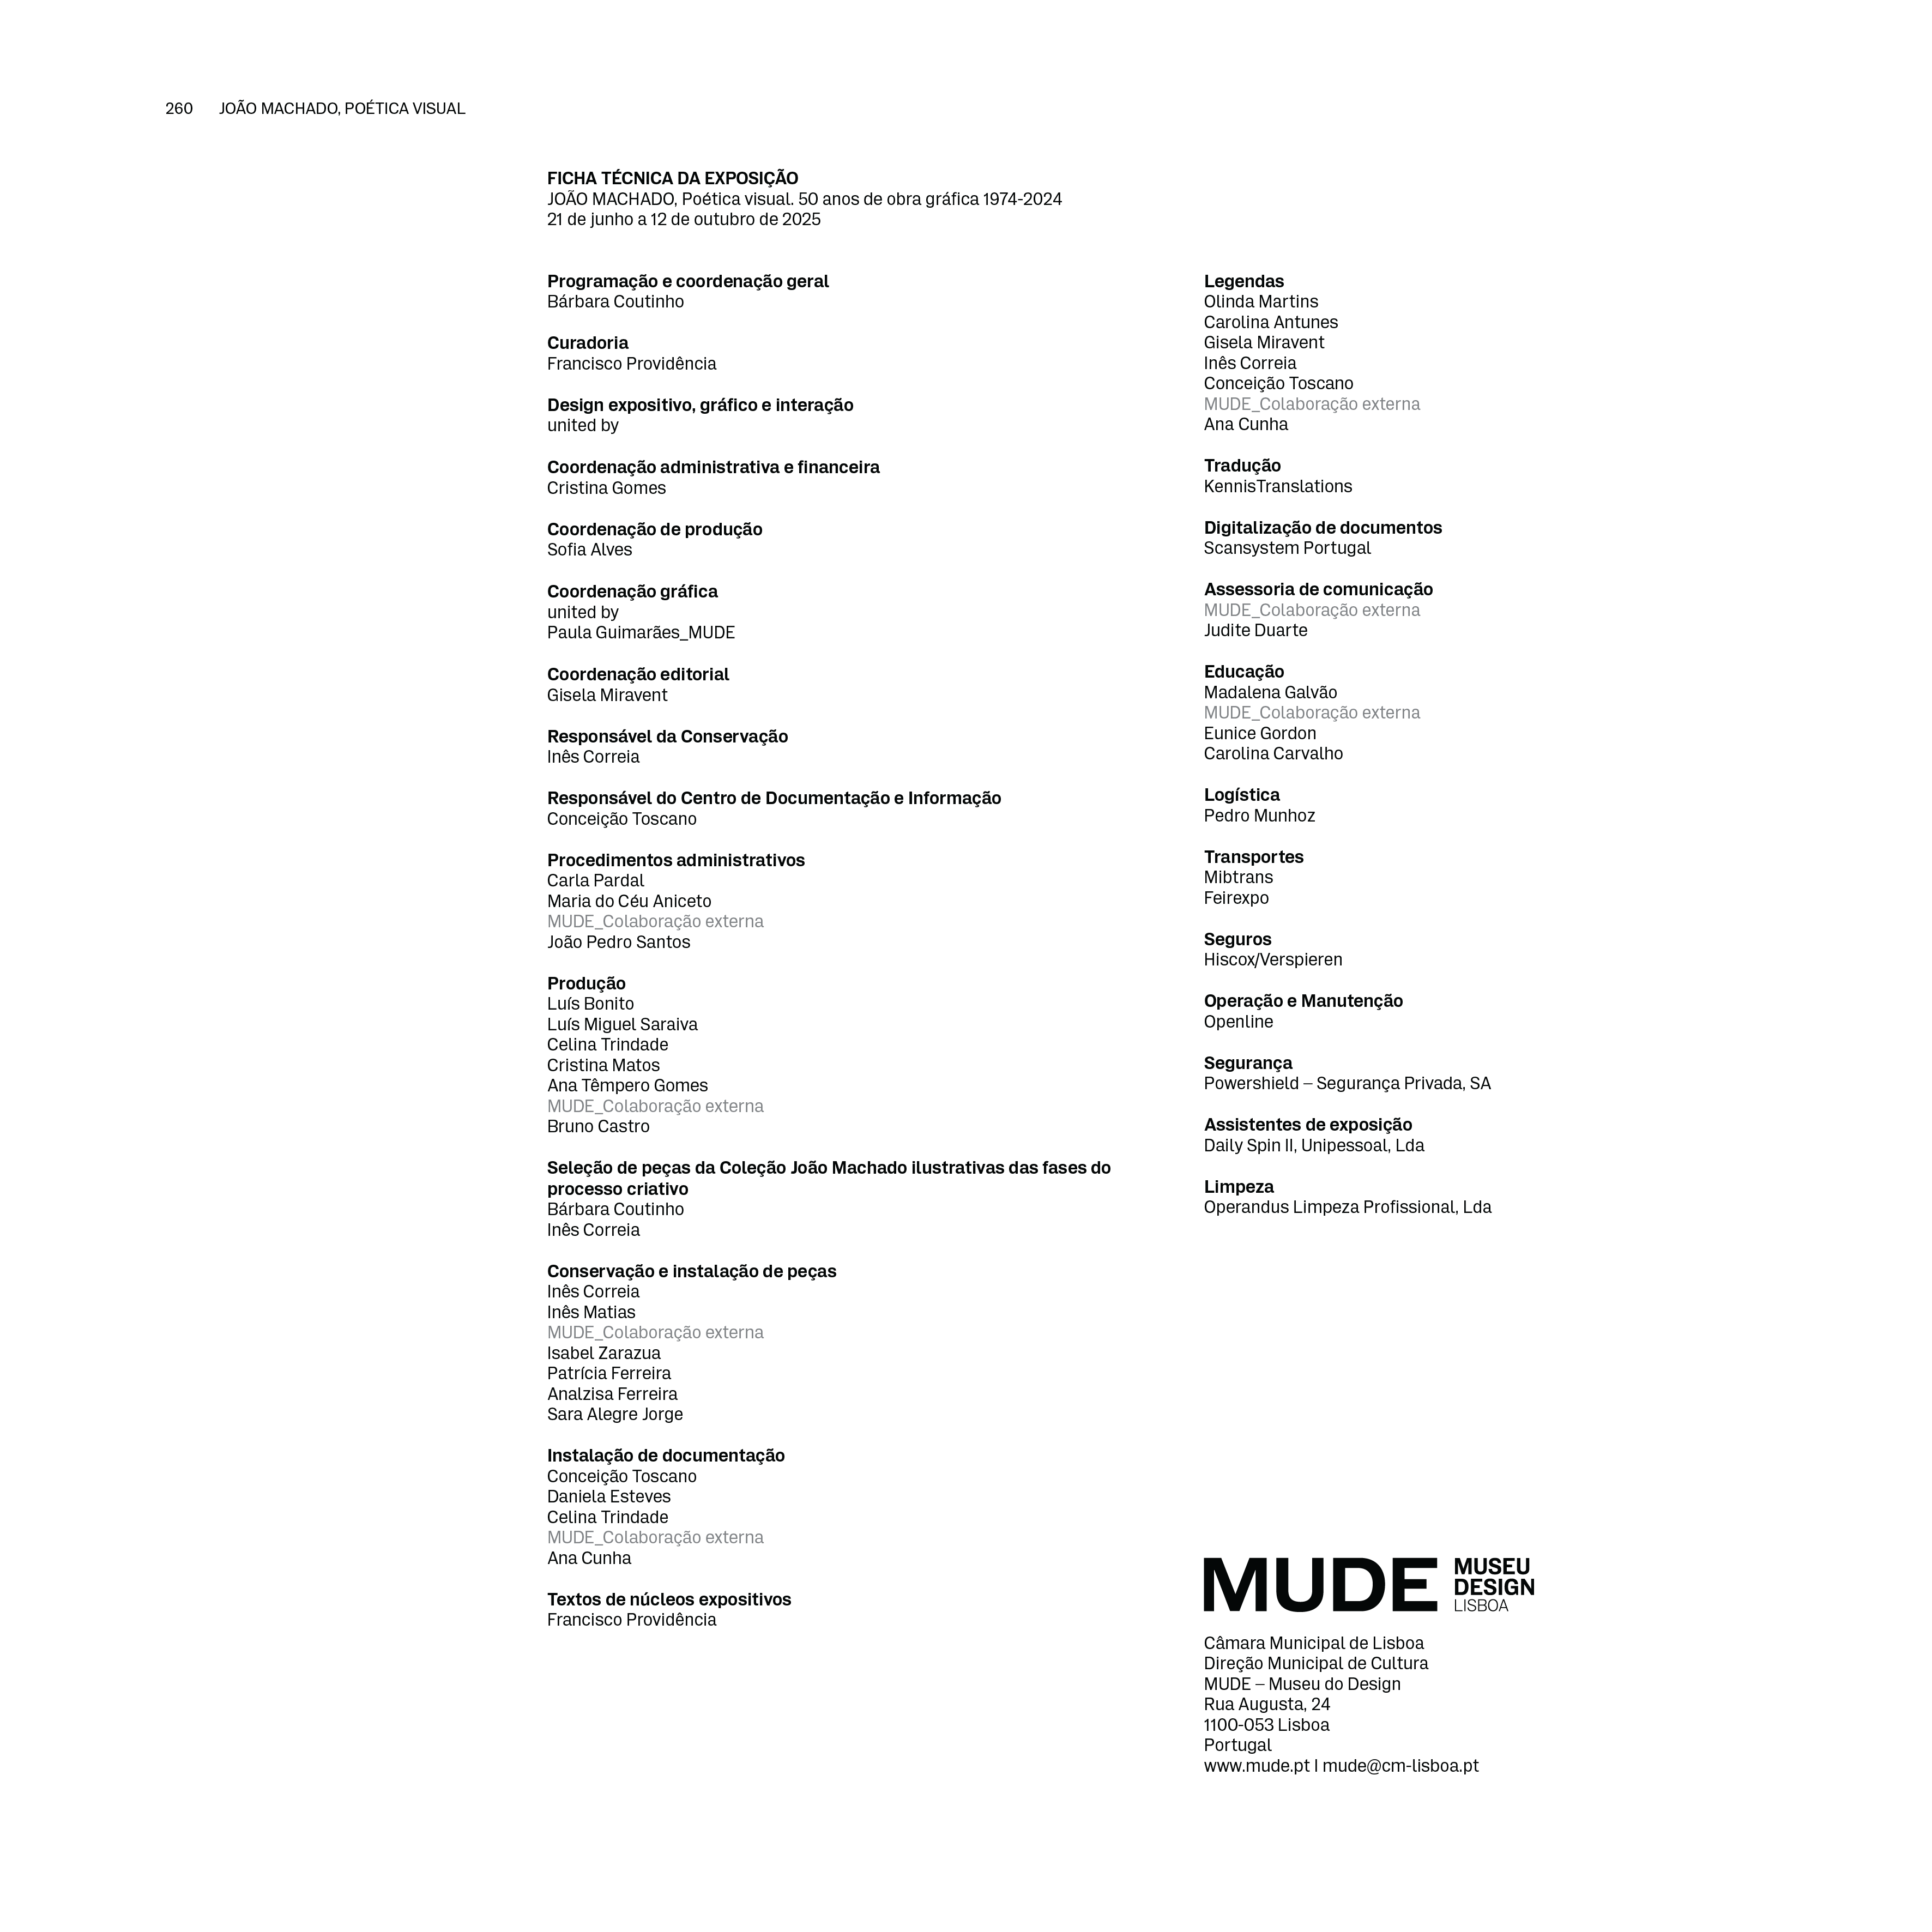 260 JOÃO MACHADO, POÉTICA VISUAL
FICHA TÉCNICA DA EXPOSIÇÃO
JOÃO MACHADO, Poética visual. 50 anos de obra gráfica 1974-2024
21 de junho a 12 de outubro de 2025
Programação e coordenação geral
Bárbara Coutinho
Curadoria
Francisco Providência
Design expositivo, gráfico e interação
united by
Coordenação administrativa e financeira
Cristina Gomes
Coordenação de produção
Sofia Alves
Coordenação gráfica
united by
Paula Guimarães_MUDE
Coordenação editorial
Gisela Miravent
Responsável da Conservação
Inês Correia
Responsável do Centro de Documentação e Informação
Conceição Toscano
Procedimentos administrativos
Carla Pardal
Maria do Céu Aniceto
MUDE_Colaboração externa
João Pedro Santos
Produção
Luís Bonito
Luís Miguel Saraiva
Celina Trindade
Cristina Matos
Ana Têmpero Gomes
MUDE_Colaboração externa
Bruno Castro
Seleção de peças da Coleção João Machado ilustrativas das fases do
processo criativo
Bárbara Coutinho
Inês Correia
Conservação e instalação de peças
Inês Correia
Inês Matias
MUDE_Colaboração externa
Isabel Zarazua
Patrícia Ferreira
Analzisa Ferreira
Sara Alegre Jorge
Instalação de documentação
Conceição Toscano
Daniela Esteves
Celina Trindade
MUDE_Colaboração externa
Ana Cunha
Textos de núcleos expositivos
Francisco Providência
Legendas
Olinda Martins
Carolina Antunes
Gisela Miravent
Inês Correia
Conceição Toscano
MUDE_Colaboração externa
Ana Cunha
Tradução
KennisTranslations
Digitalização de documentos
Scansystem Portugal
Assessoria de comunicação
MUDE_Colaboração externa
Judite Duarte
Educação
Madalena Galvão
MUDE_Colaboração externa
Eunice Gordon
Carolina Carvalho
Logística
Pedro Munhoz
Transportes
Mibtrans
Feirexpo
Seguros
Hiscox/Verspieren
Operação e Manutenção
Openline
Segurança
Powershield – Segurança Privada, SA
Assistentes de exposição
Daily Spin II, Unipessoal, Lda
Limpeza
Operandus Limpeza Profissional, Lda
MUDE
MUSEU
DESIGN
LISBOA
Câmara Municipal de Lisboa
Direção Municipal de Cultura
MUDE – Museu do Design
Rua Augusta, 24
1100-053 Lisboa
Portugal
www.mude.pt I mude@cm-lisboa.pt